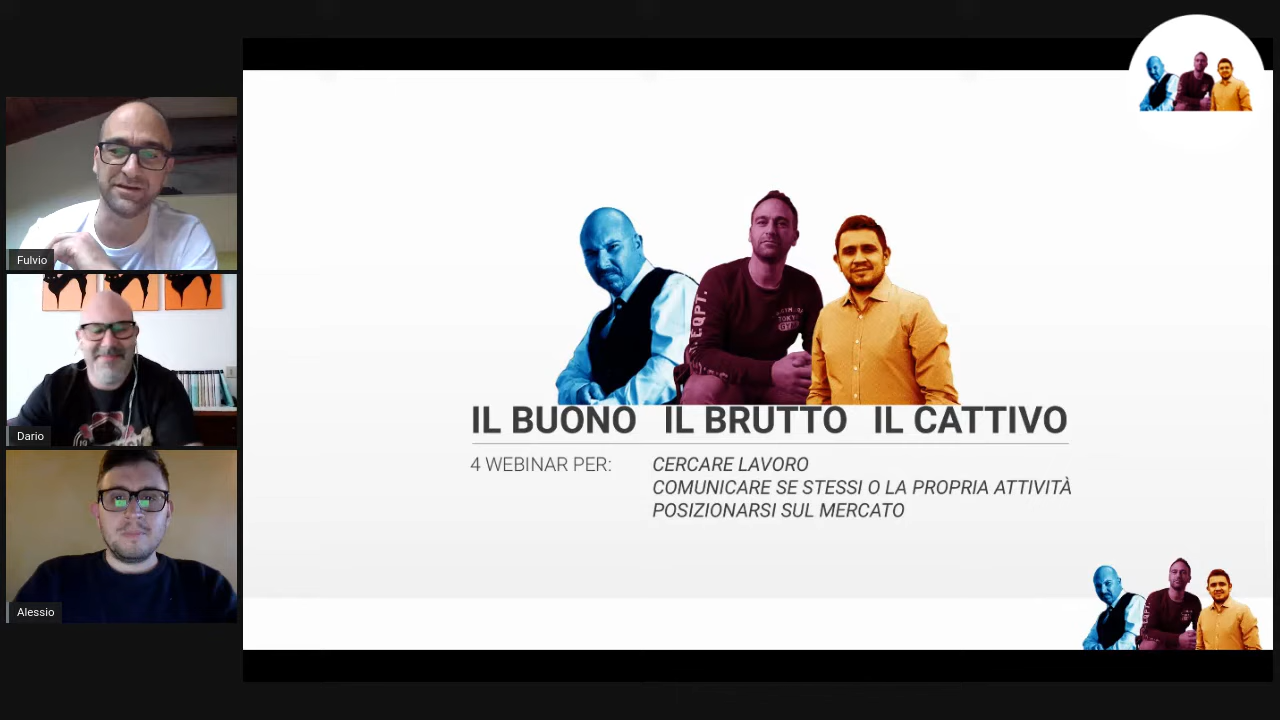 Fulvio
Dario
Alessio
IL BUONO IL BRUTTO IL CATTIVO
4 WEBINAR PER: CERCARE LAVORO
COMUNICARE SE STESSI O LA PROPRIA ATTIVITÀ
POSIZIONARSI SUL MERCATO